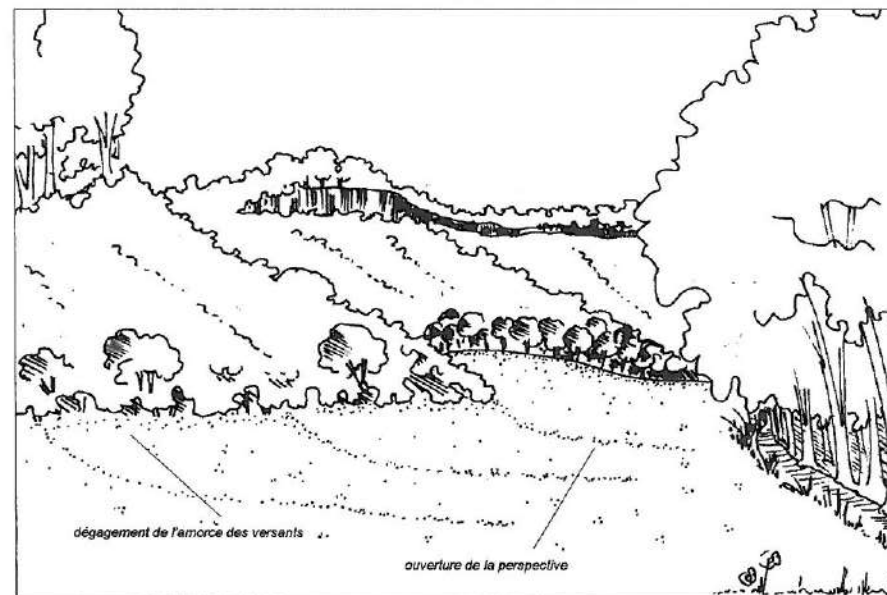 dégagement de l'amorce des versants
ouverture de la perspective